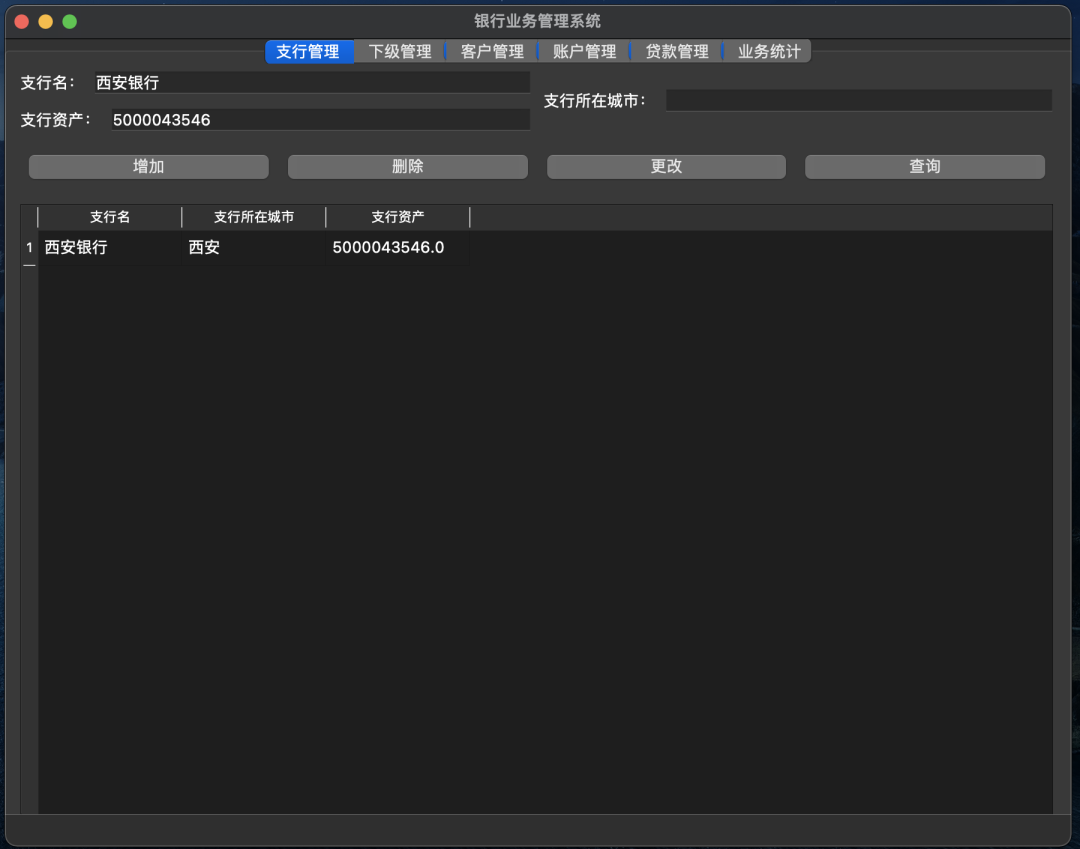 银行业务管理系统
支行管理 下级管理 客户管理 账户管理 贷款管理 业务统计
支行名： 西安银行
支行所在城市：
支行资产： 5000043546
增加 删除 更改 查询
支行名 支行所在城市 支行资产
1 西安银行 西安 5000043546.0